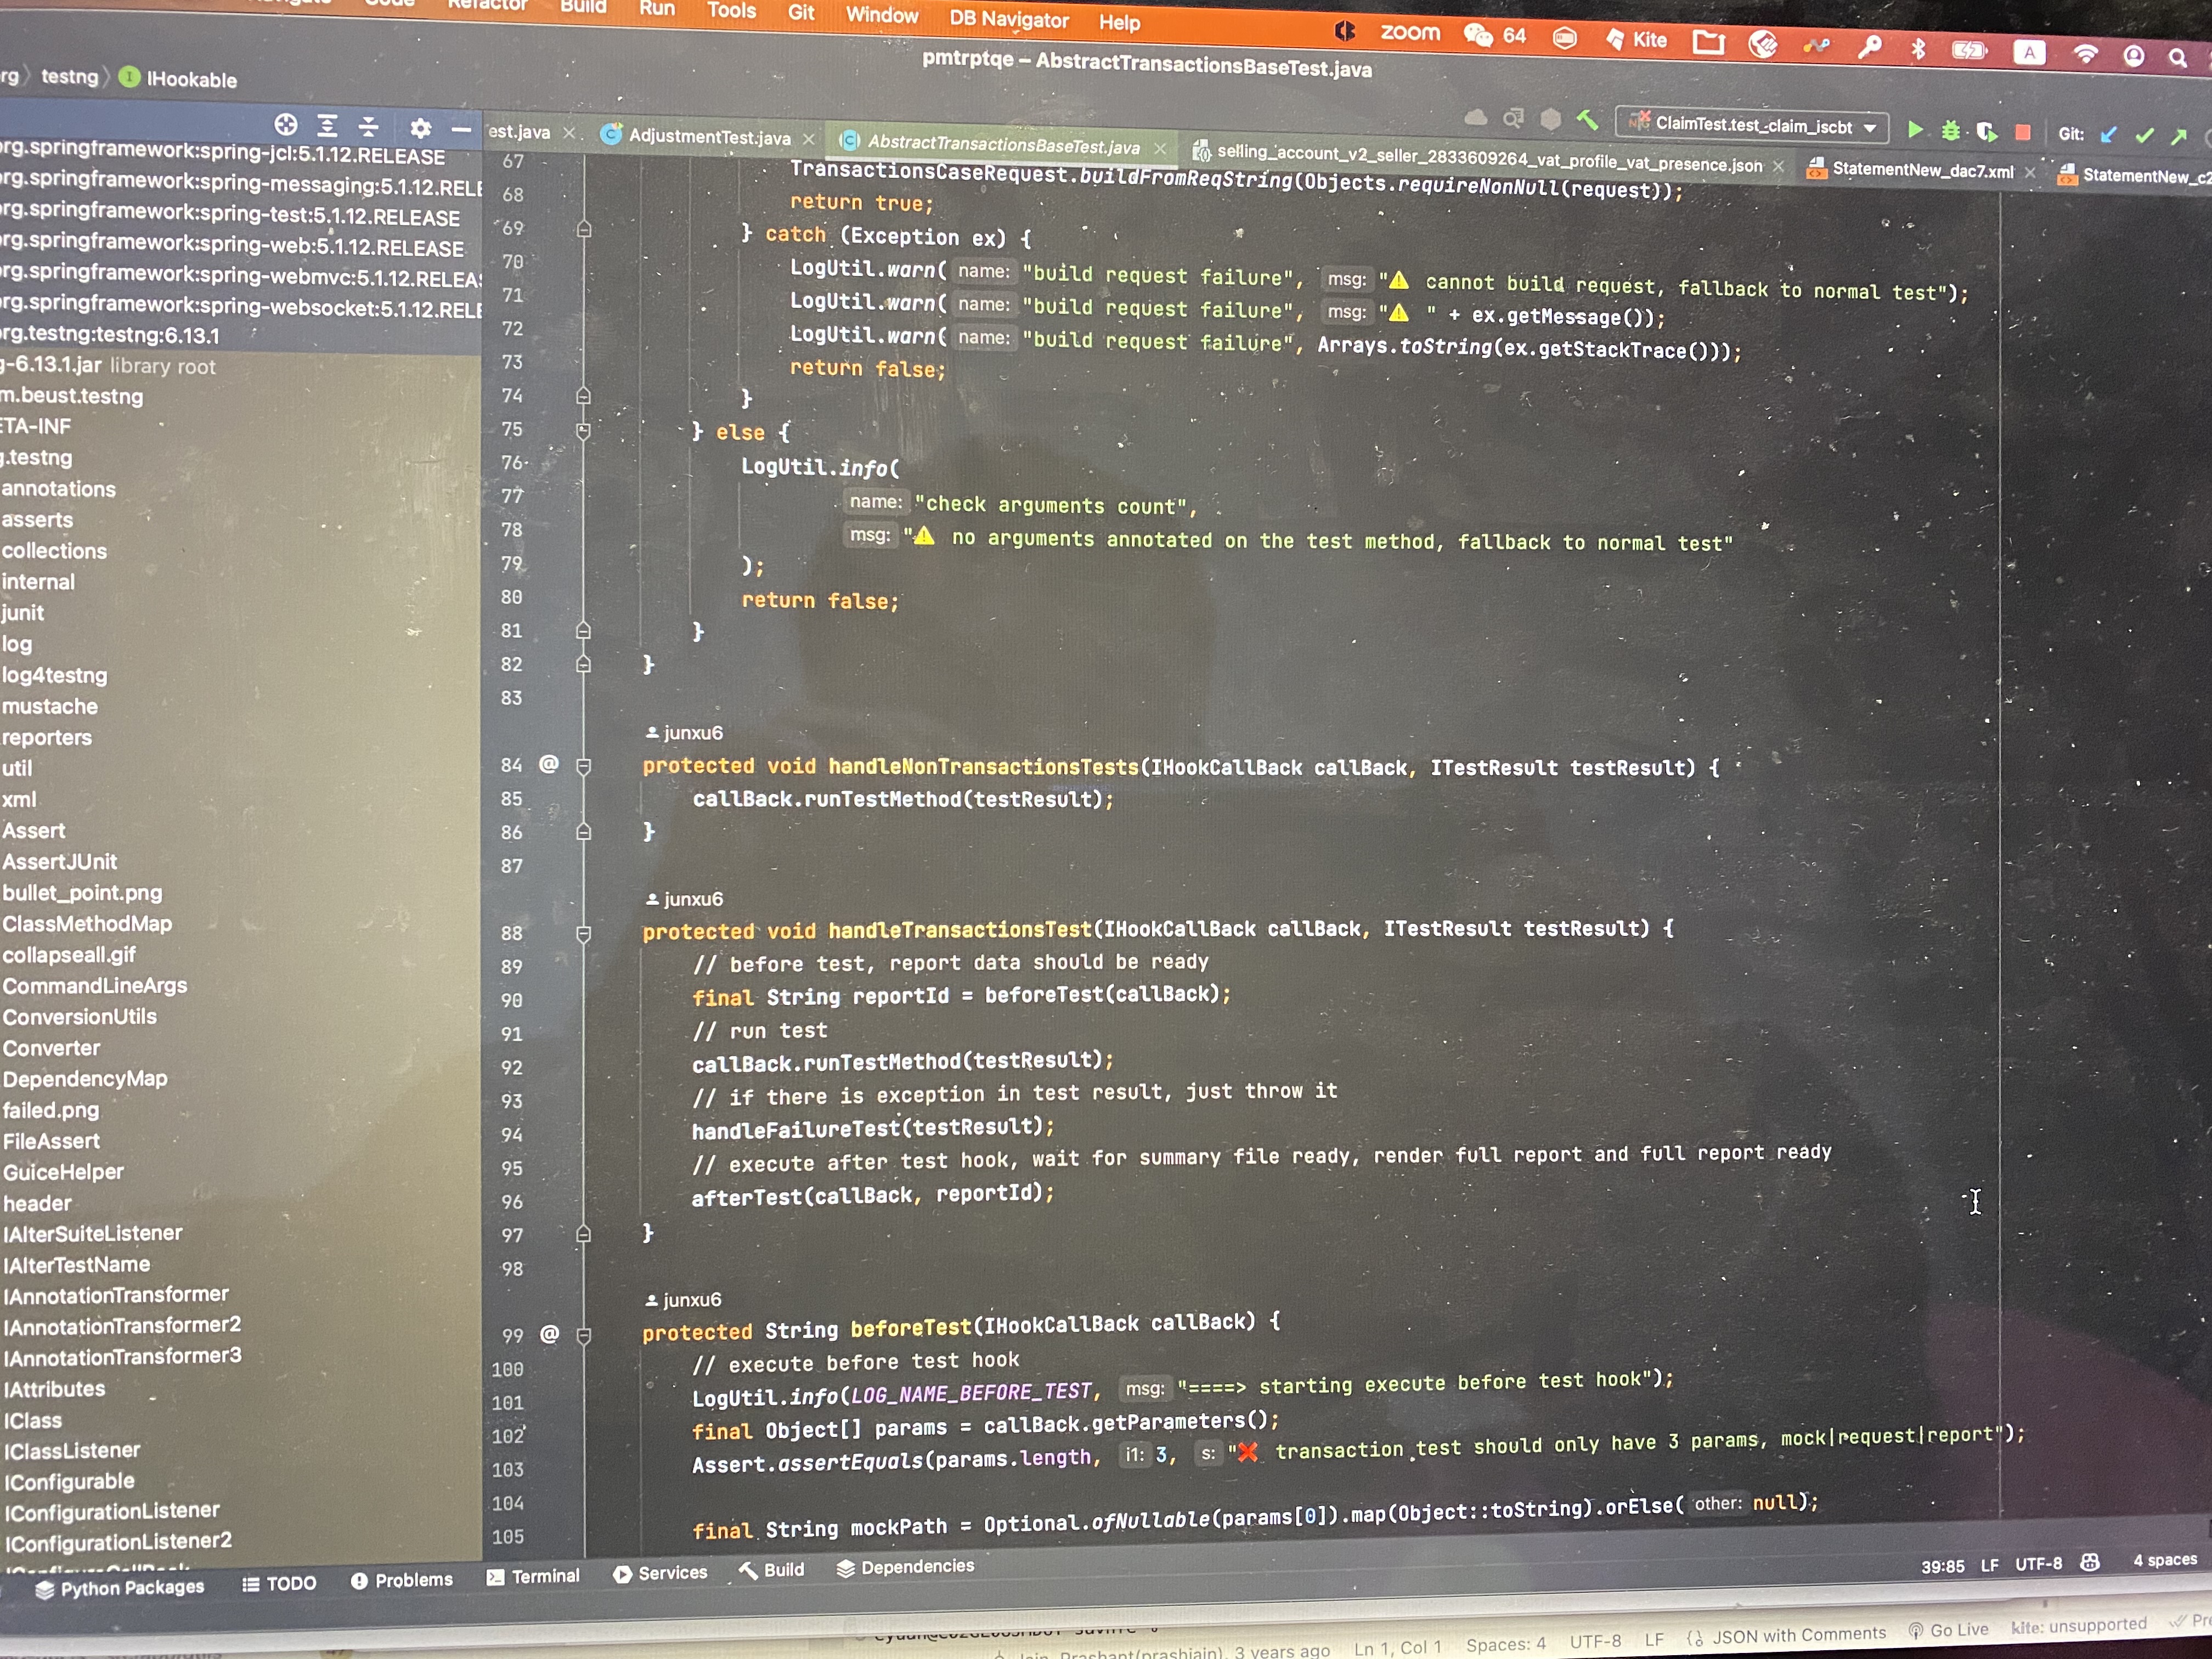 Refactor Build Run Tools Git Window DB Navigator Help
zoom 64 Kite A
pmtrptqe – AbstractTransactionsBaseTest.java
rg testng I IHookable
ClaimTest.test_claim_iscbt Git:
est.java AdjustmentTest.java AbstractTransactionsBaseTest.java selling_account_v2_seller_2833609264_vat_profile_vat_presence.json StatementNew_dac7.xml StatementNew_c2
rg.springframework:spring-jcl:5.1.12.RELEASE
rg.springframework:spring-messaging:5.1.12.RELE
rg.springframework:spring-test:5.1.12.RELEASE
rg.springframework:spring-web:5.1.12.RELEASE
rg.springframework:spring-webmvc:5.1.12.RELEA
rg.springframework:spring-websocket:5.1.12.RELE
rg.testng:testng:6.13.1
g-6.13.1.jar library root
m.beust.testng
ETA-INF
g.testng
annotations
asserts
collections
internal
junit
log
log4testng
mustache
reporters
util
xml
Assert
AssertJUnit
bullet_point.png
ClassMethodMap
collapseall.gif
CommandLineArgs
ConversionUtils
Converter
DependencyMap
failed.png
FileAssert
GuiceHelper
header
IAlterSuiteListener
IAlterTestName
IAnnotationTransformer
IAnnotationTransformer2
IAnnotationTransformer3
IAttributes
IClass
IClassListener
IConfigurable
IConfigurationListener
IConfigurationListener2
67 TransactionsCaseRequest.buildFromReqString(Objects.requireNonNull(request));
68 return true;
69 } catch (Exception ex) {
70 LogUtil.warn( name: "build request failure", msg: "⚠️ cannot build request, fallback to normal test");
71 LogUtil.warn( name: "build request failure", msg: "⚠️ " + ex.getMessage());
72 LogUtil.warn( name: "build request failure", Arrays.toString(ex.getStackTrace()));
73 return false;
74 }
75 } else {
76 LogUtil.info(
77 name: "check arguments count",
78 msg: "⚠️ no arguments annotated on the test method, fallback to normal test"
79 );
80 return false;
81 }
82 }
83
junxu6
84 @ protected void handleNonTransactionsTests(IHookCallBack callBack, ITestResult testResult) {
85 callBack.runTestMethod(testResult);
86 }
87
junxu6
88 protected void handleTransactionsTest(IHookCallBack callBack, ITestResult testResult) {
89 // before test, report data should be ready
90 final String reportId = beforeTest(callBack);
91 // run test
92 callBack.runTestMethod(testResult);
93 // if there is exception in test result, just throw it
94 handleFailureTest(testResult);
95 // execute after test hook, wait for summary file ready, render full report and full report ready
96 afterTest(callBack, reportId);
97 }
98
junxu6
99 @ protected String beforeTest(IHookCallBack callBack) {
100 // execute before test hook
101 LogUtil.info(LOG_NAME_BEFORE_TEST, msg: "====> starting execute before test hook");
102 final Object[] params = callBack.getParameters();
103 Assert.assertEquals(params.length, i1: 3, s: "❌ transaction test should only have 3 params, mock|request|report");
104
105 final String mockPath = Optional.ofNullable(params[0]).map(Object::toString).orElse( other: null);
Python Packages TODO Problems Terminal Services Build Dependencies
39:85 LF UTF-8 4 spaces
Prashant(prashjain), 3 years ago Ln 1, Col 1 Spaces: 4 UTF-8 LF JSON with Comments Go Live kite: unsupported